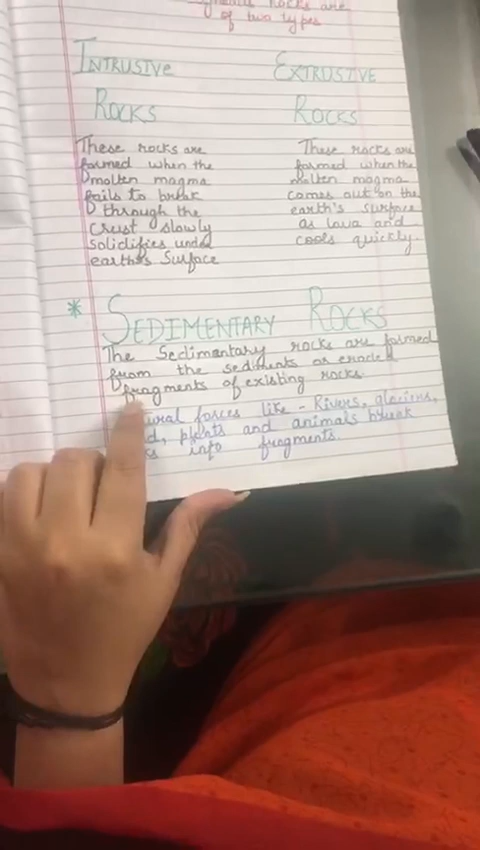 Rocks are
of two types
INTRUSIVE
ROCKS
These rocks are
formed when the
molten magma
fails to break
through the
crust slowly
solidifies under
earth's Surface
EXTRUSIVE
ROCKS
These rocks are
formed when the
molten magma
comes out on the
earth's surface
as lava and
cools quickly.
* SEDIMENTARY ROCKS
The Sedimentary rocks are formed
from the sediments or eroded
fragments of existing rocks.
forces like - Rivers, glaciers,
plants and animals break
into fragments.